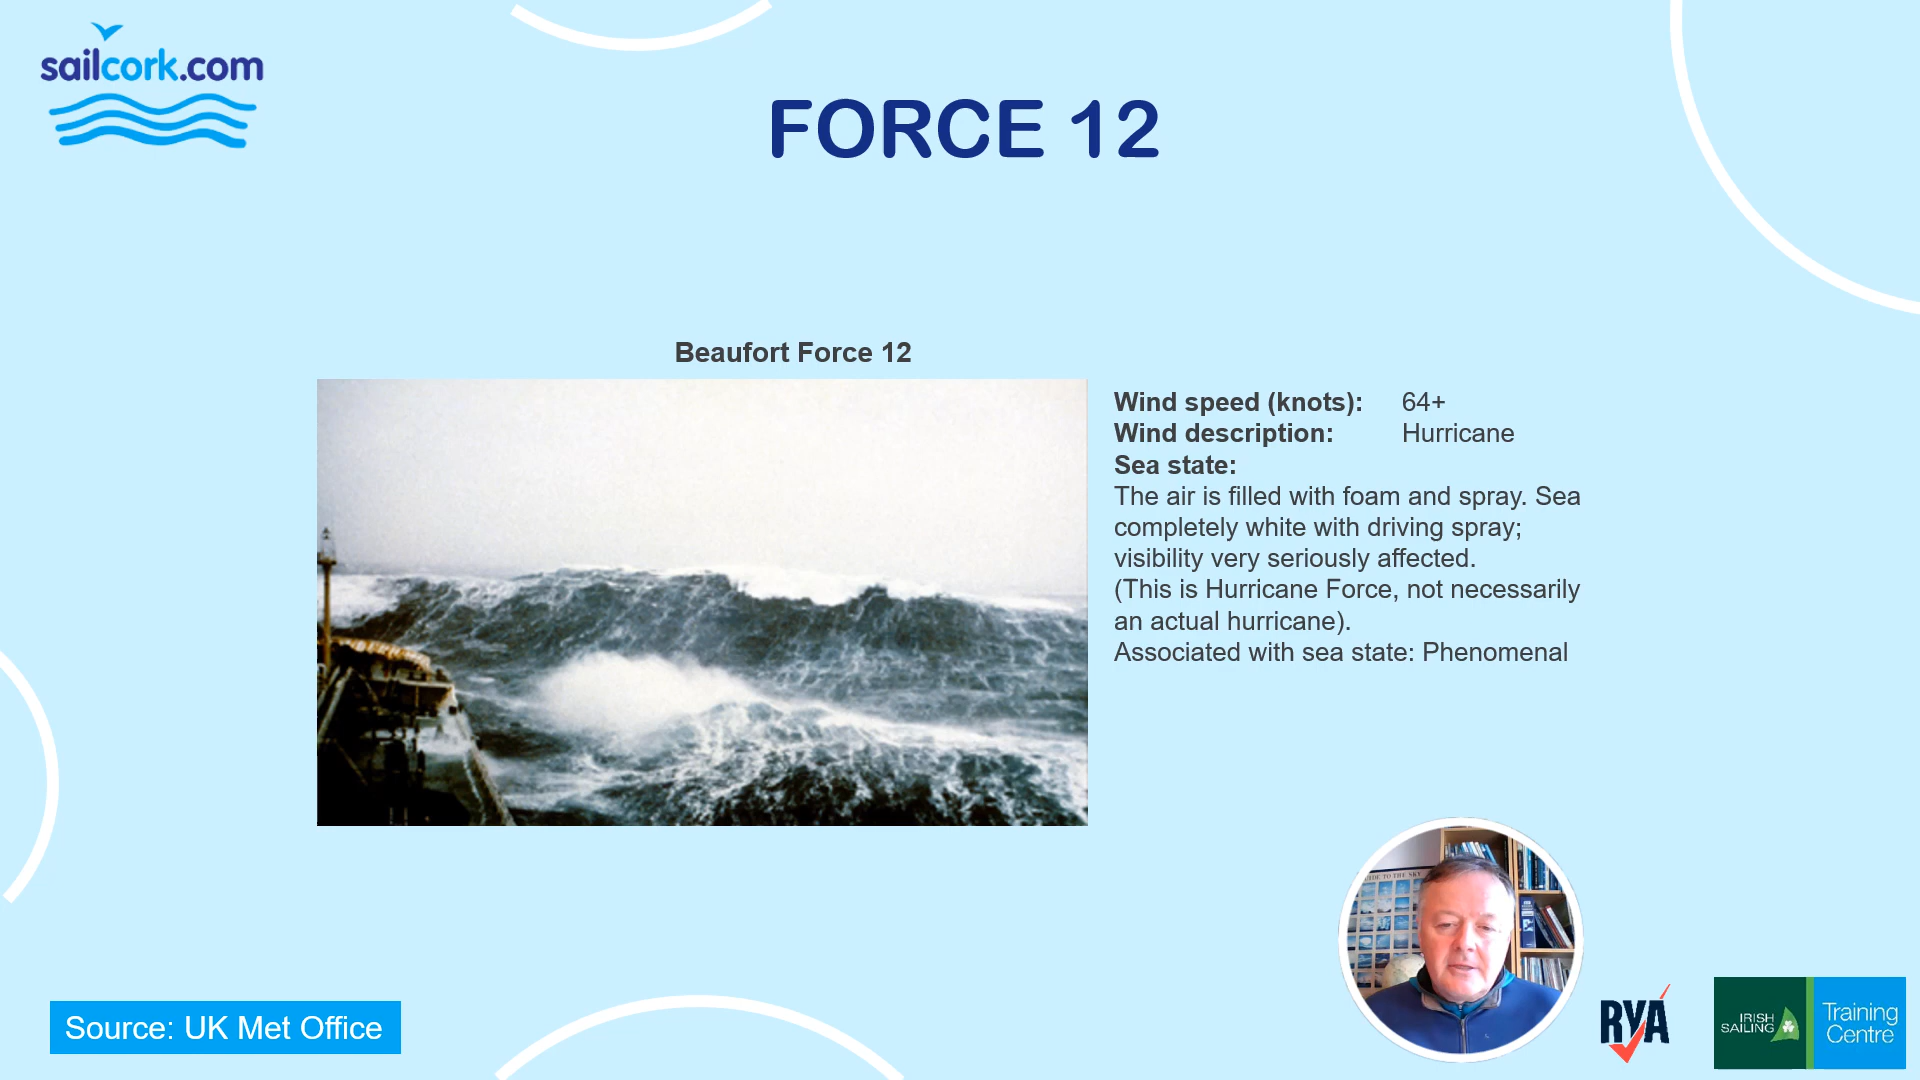 sailcork.com
FORCE 12
Beaufort Force 12
Wind speed (knots): 64+
Wind description: Hurricane
Sea state:
The air is filled with foam and spray. Sea
completely white with driving spray;
visibility very seriously affected.
(This is Hurricane Force, not necessarily
an actual hurricane).
Associated with sea state: Phenomenal
TO THE SKY
Source: UK Met Office
RYA
IRISH
SAILING
Training
Centre